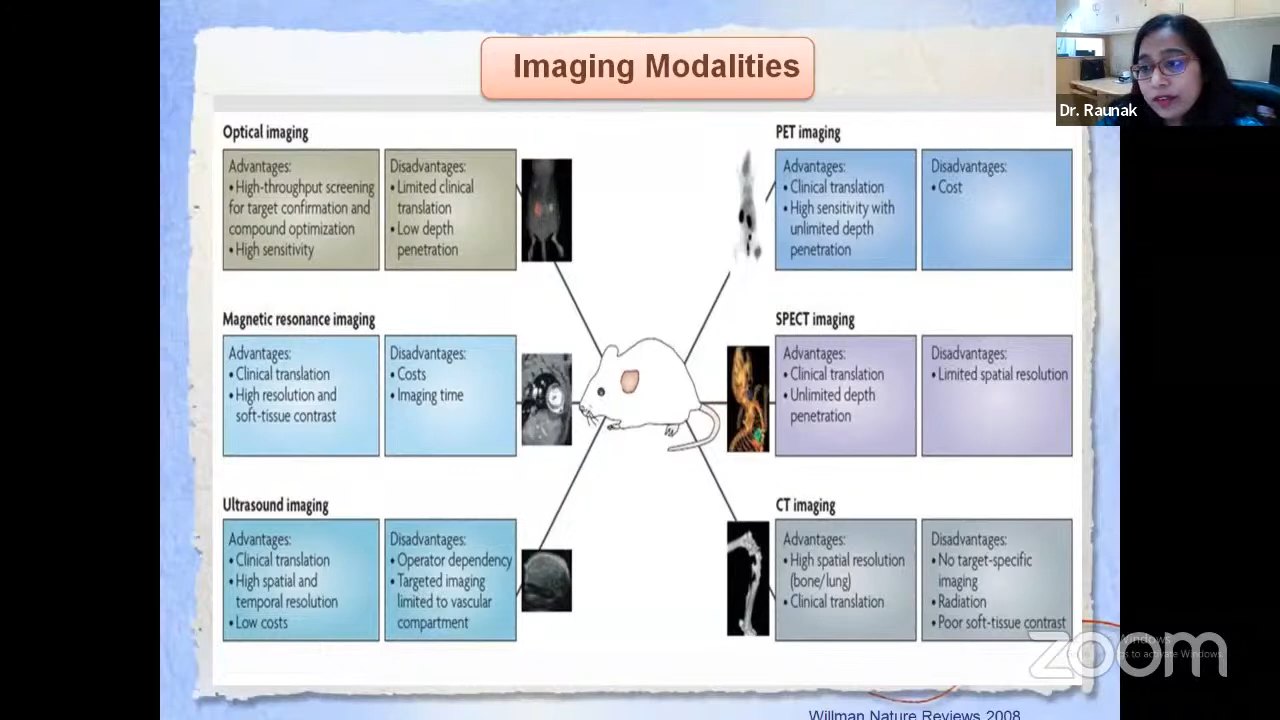 Imaging Modalities
Dr. Raunak
Optical imaging
Advantages:
• High-throughput screening
for target confirmation and
compound optimization
• High sensitivity
Disadvantages:
• Limited clinical
translation
• Low depth
penetration
PET imaging
Advantages:
• Clinical translation
• High sensitivity with
unlimited depth
penetration
Disadvantages:
• Cost
Magnetic resonance imaging
Advantages:
• Clinical translation
• High resolution and
soft-tissue contrast
Disadvantages:
• Costs
• Imaging time
SPECT imaging
Advantages:
• Clinical translation
• Unlimited depth
penetration
Disadvantages:
• Limited spatial resolution
Ultrasound imaging
Advantages:
• Clinical translation
• High spatial and
temporal resolution
• Low costs
Disadvantages:
• Operator dependency
• Targeted imaging
limited to vascular
compartment
CT imaging
Advantages:
• High spatial resolution
(bone/lung)
• Clinical translation
Disadvantages:
• No target-specific
imaging
• Radiation
• Poor soft-tissue contrast
zoom
Windows
to activate Windows.
Willman Nature Reviews 2008